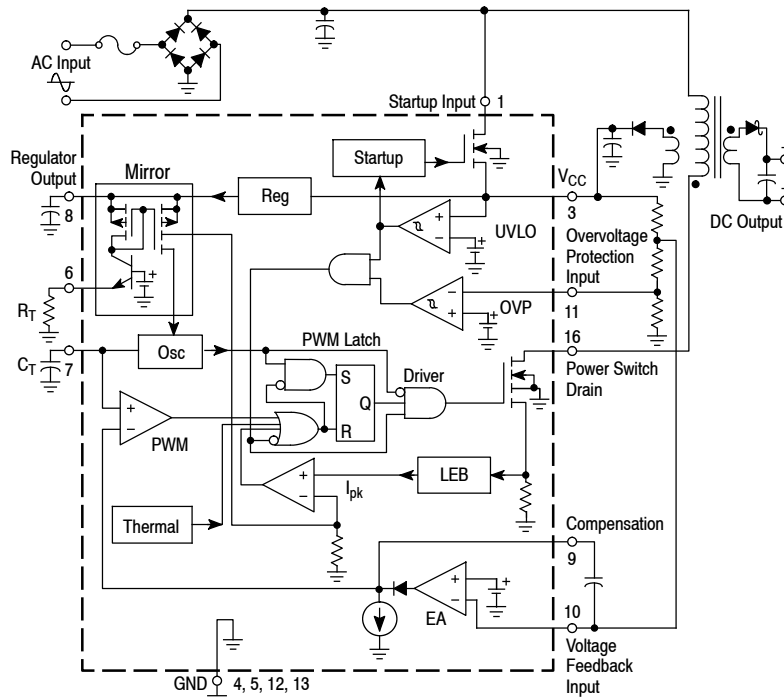 AC Input
Startup Input
1
Regulator
Output
8
Mirror
Startup
Reg
VCC
3
DC Output
UVLO
Overvoltage
Protection
Input
11
OVP
6
RT
16
Power Switch
Drain
Osc
PWM Latch
Driver
CT
7
S
Q
R
+
−
PWM
LEB
Ipk
Thermal
Compensation
9
EA
10
Voltage
Feedback
Input
GND
4, 5, 12, 13